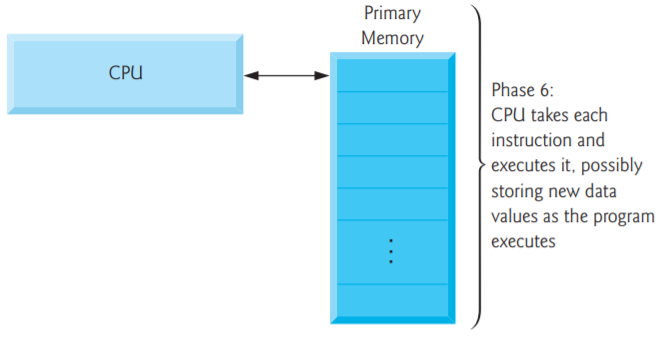 Primary
Memory
CPU
Phase 6:
CPU takes each
instruction and
executes it, possibly
storing new data
values as the program
executes